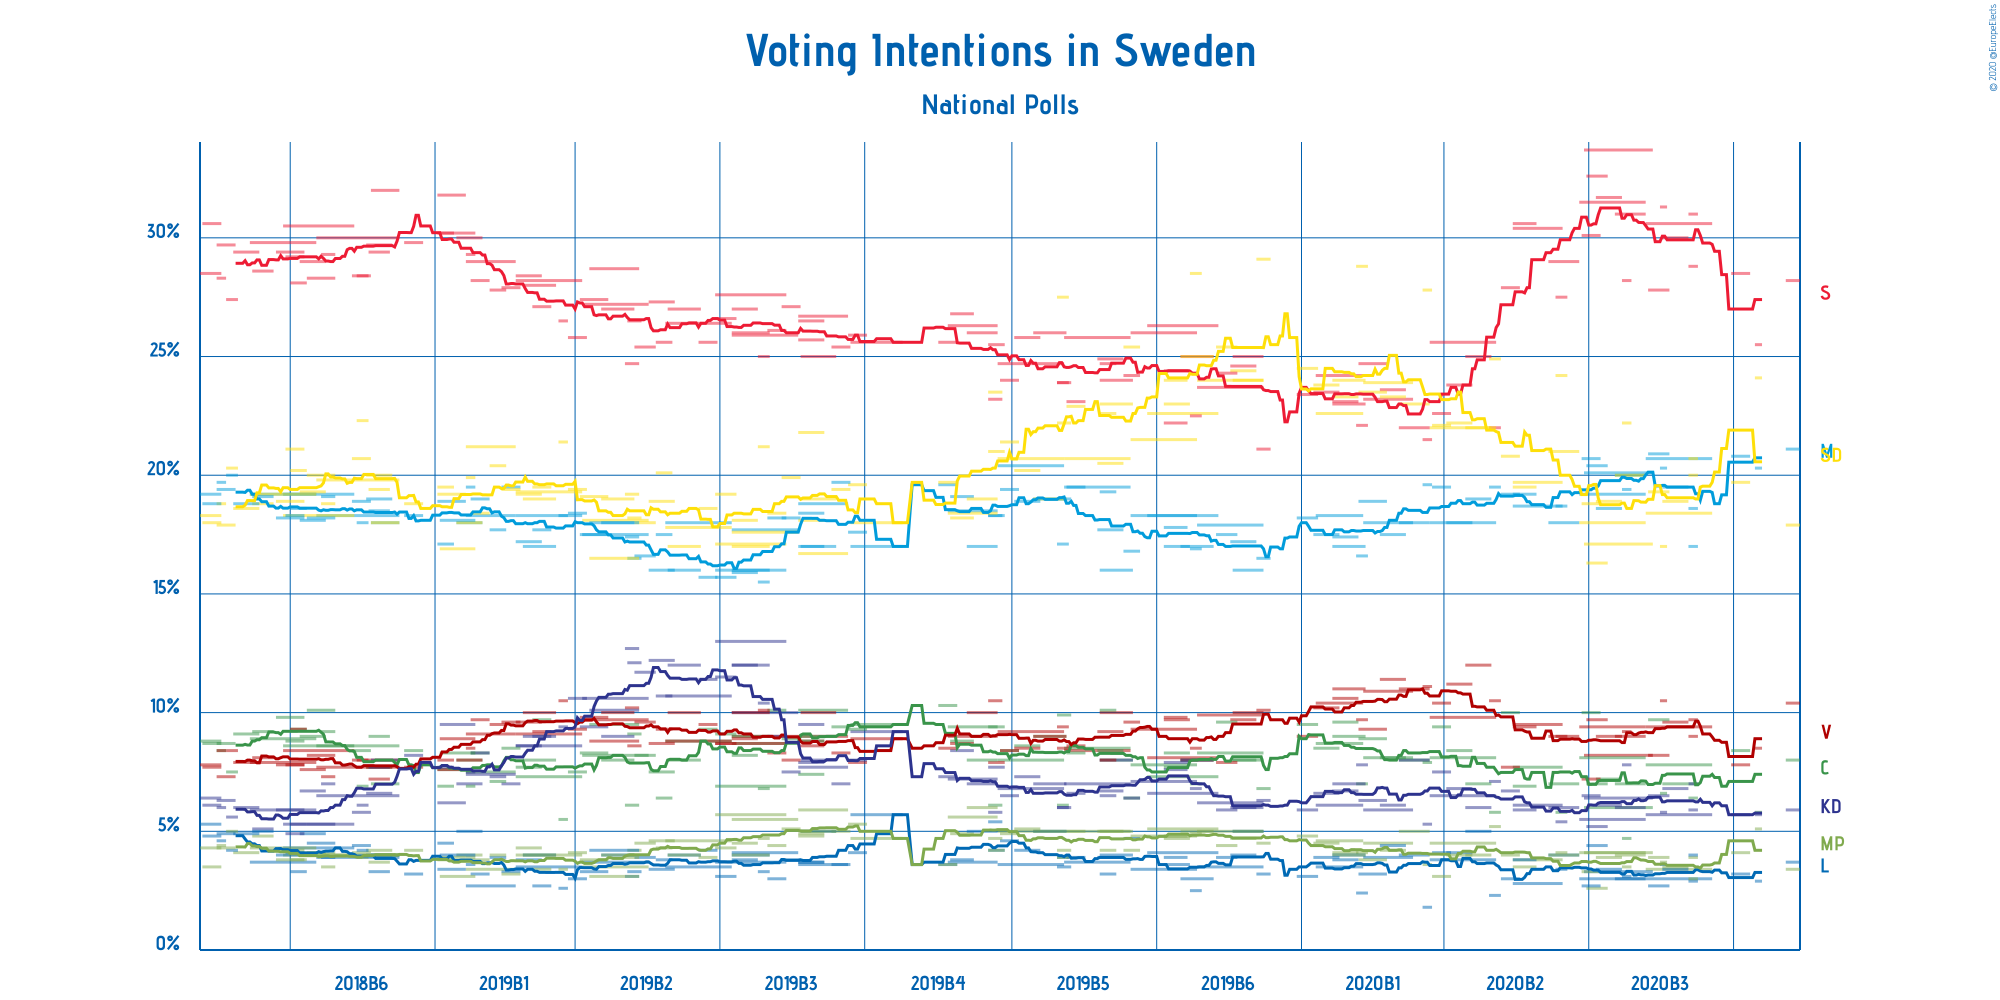 © 2020 @EuropeElects
Voting Intentions in Sweden
National Polls
30%
25%
20%
15%
10%
5%
0%
S
M
SD
V
C
KD
MP
L
2018B6 2019B1 2019B2 2019B3 2019B4 2019B5 2019B6 2020B1 2020B2 2020B3